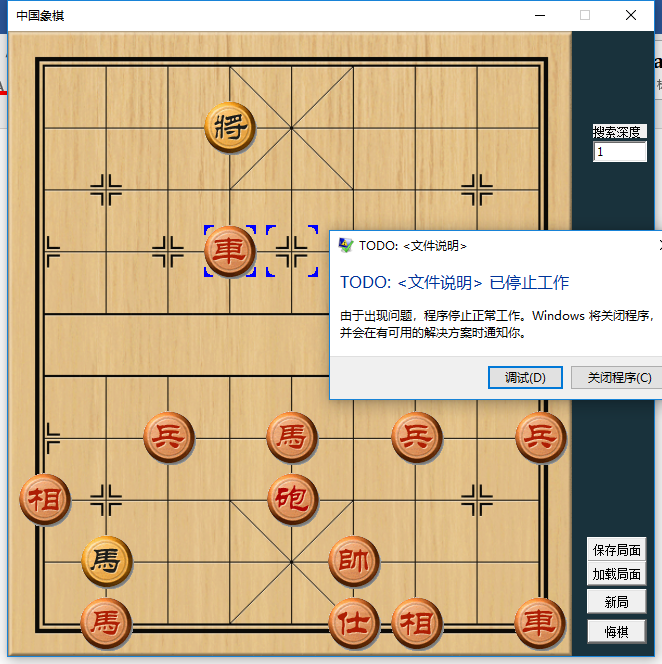 中国象棋
將
搜索深度
1
車
TODO: <文件说明>
TODO: <文件说明> 已停止工作
由于出现问题，程序停止正常工作。Windows 将关闭程序，
并会在有可用的解决方案时通知你。
调试(D)
关闭程序(C)
兵
馬
兵
兵
相
砲
馬
帥
保存局面
加载局面
新局
馬
仕
相
車
悔棋